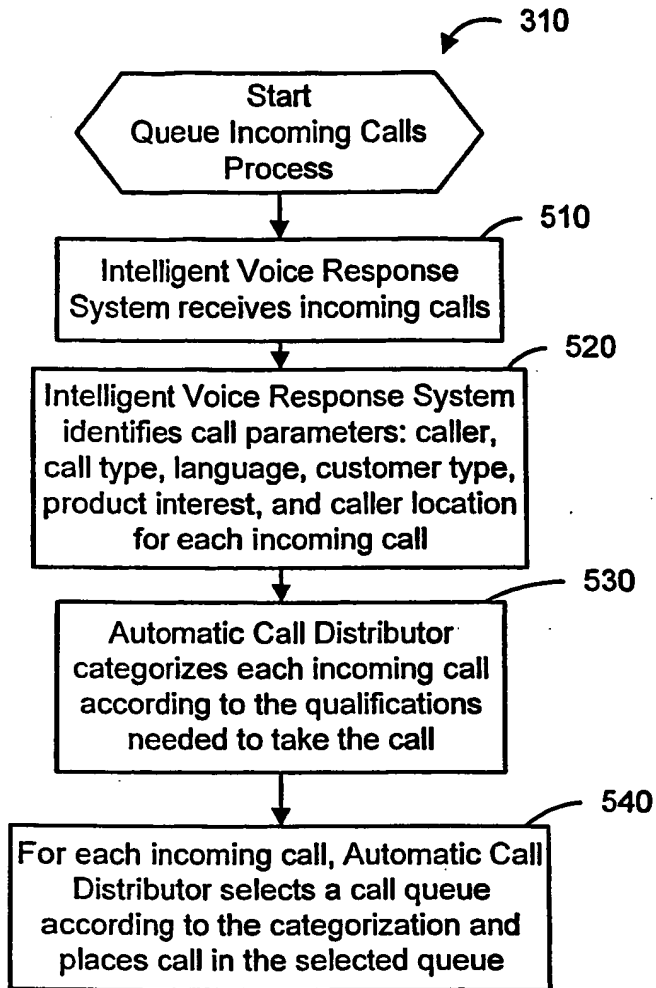 310
Start
Queue Incoming Calls
Process
510
Intelligent Voice Response
System receives incoming calls
520
Intelligent Voice Response System
identifies call parameters: caller,
call type, language, customer type,
product interest, and caller location
for each incoming call
530
Automatic Call Distributor
categorizes each incoming call
according to the qualifications
needed to take the call
540
For each incoming call, Automatic Call
Distributor selects a call queue
according to the categorization and
places call in the selected queue